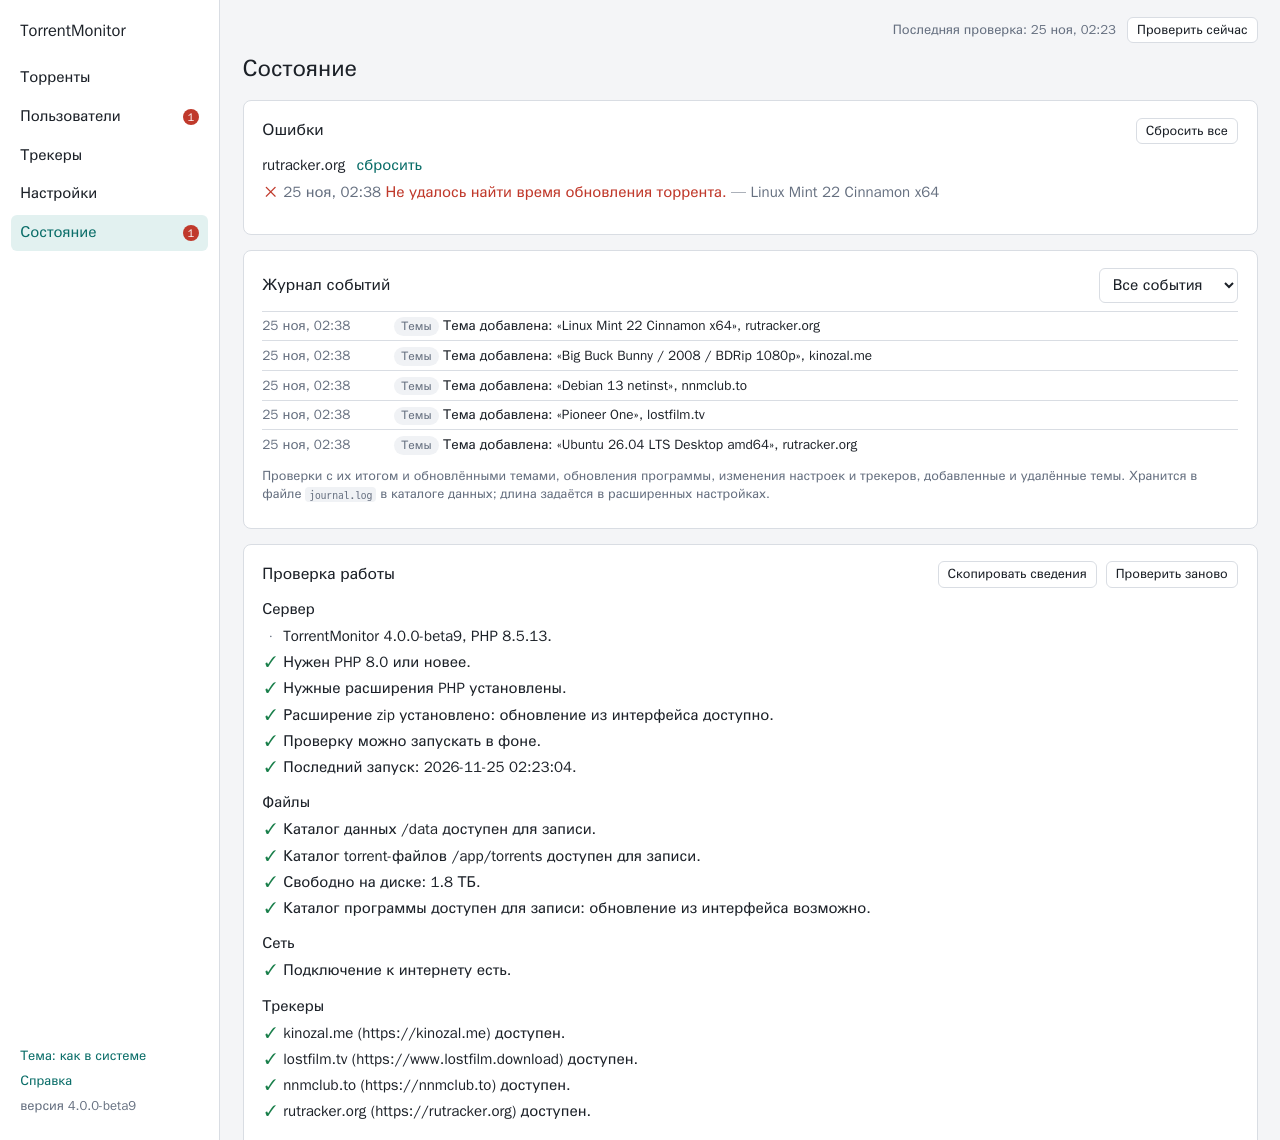 TorrentMonitor
Торренты
Пользователи 1
Трекеры
Настройки
Состояние 1
Тема: как в системе
Справка
версия 4.0.0-beta9
Последняя проверка: 25 ноя, 02:23 Проверить сейчас
Состояние
Ошибки Сбросить все
rutracker.org сбросить
✕ 25 ноя, 02:38 Не удалось найти время обновления торрента. — Linux Mint 22 Cinnamon x64
Журнал событий Все события
25 ноя, 02:38 Темы Тема добавлена: «Linux Mint 22 Cinnamon x64», rutracker.org
25 ноя, 02:38 Темы Тема добавлена: «Big Buck Bunny / 2008 / BDRip 1080p», kinozal.me
25 ноя, 02:38 Темы Тема добавлена: «Debian 13 netinst», nnmclub.to
25 ноя, 02:38 Темы Тема добавлена: «Pioneer One», lostfilm.tv
25 ноя, 02:38 Темы Тема добавлена: «Ubuntu 26.04 LTS Desktop amd64», rutracker.org
Проверки с их итогом и обновлёнными темами, обновления программы, изменения настроек и трекеров, добавленные и удалённые темы. Хранится в
файле journal.log в каталоге данных; длина задаётся в расширенных настройках.
Проверка работы Скопировать сведения Проверить заново
Сервер
· TorrentMonitor 4.0.0-beta9, PHP 8.5.13.
✓ Нужен PHP 8.0 или новее.
✓ Нужные расширения PHP установлены.
✓ Расширение zip установлено: обновление из интерфейса доступно.
✓ Проверку можно запускать в фоне.
✓ Последний запуск: 2026-11-25 02:23:04.
Файлы
✓ Каталог данных /data доступен для записи.
✓ Каталог torrent-файлов /app/torrents доступен для записи.
✓ Свободно на диске: 1.8 ТБ.
✓ Каталог программы доступен для записи: обновление из интерфейса возможно.
Сеть
✓ Подключение к интернету есть.
Трекеры
✓ kinozal.me (https://kinozal.me) доступен.
✓ lostfilm.tv (https://www.lostfilm.download) доступен.
✓ nnmclub.to (https://nnmclub.to) доступен.
✓ rutracker.org (https://rutracker.org) доступен.